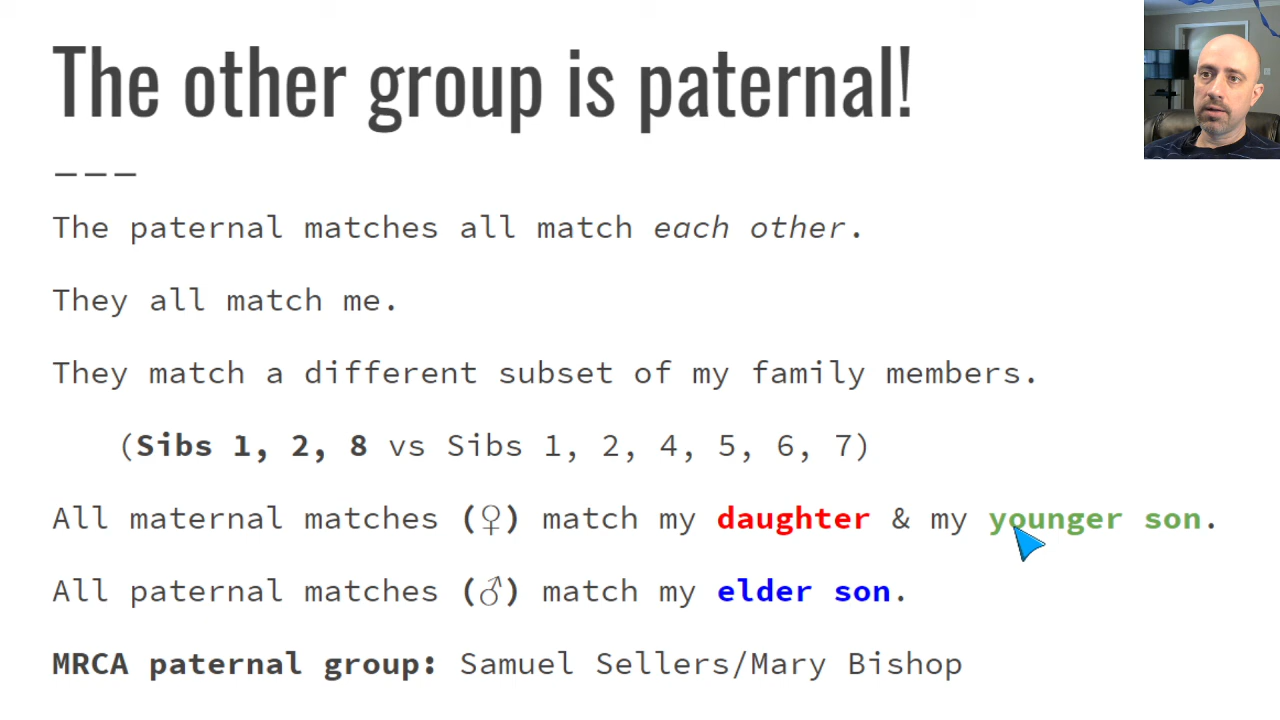 The other group is paternal!
___
The paternal matches all match each other.
They all match me.
They match a different subset of my family members.
(Sibs 1, 2, 8 vs Sibs 1, 2, 4, 5, 6, 7)
All maternal matches (♀) match my daughter & my younger son.
All paternal matches (♂) match my elder son.
MRCA paternal group: Samuel Sellers/Mary Bishop